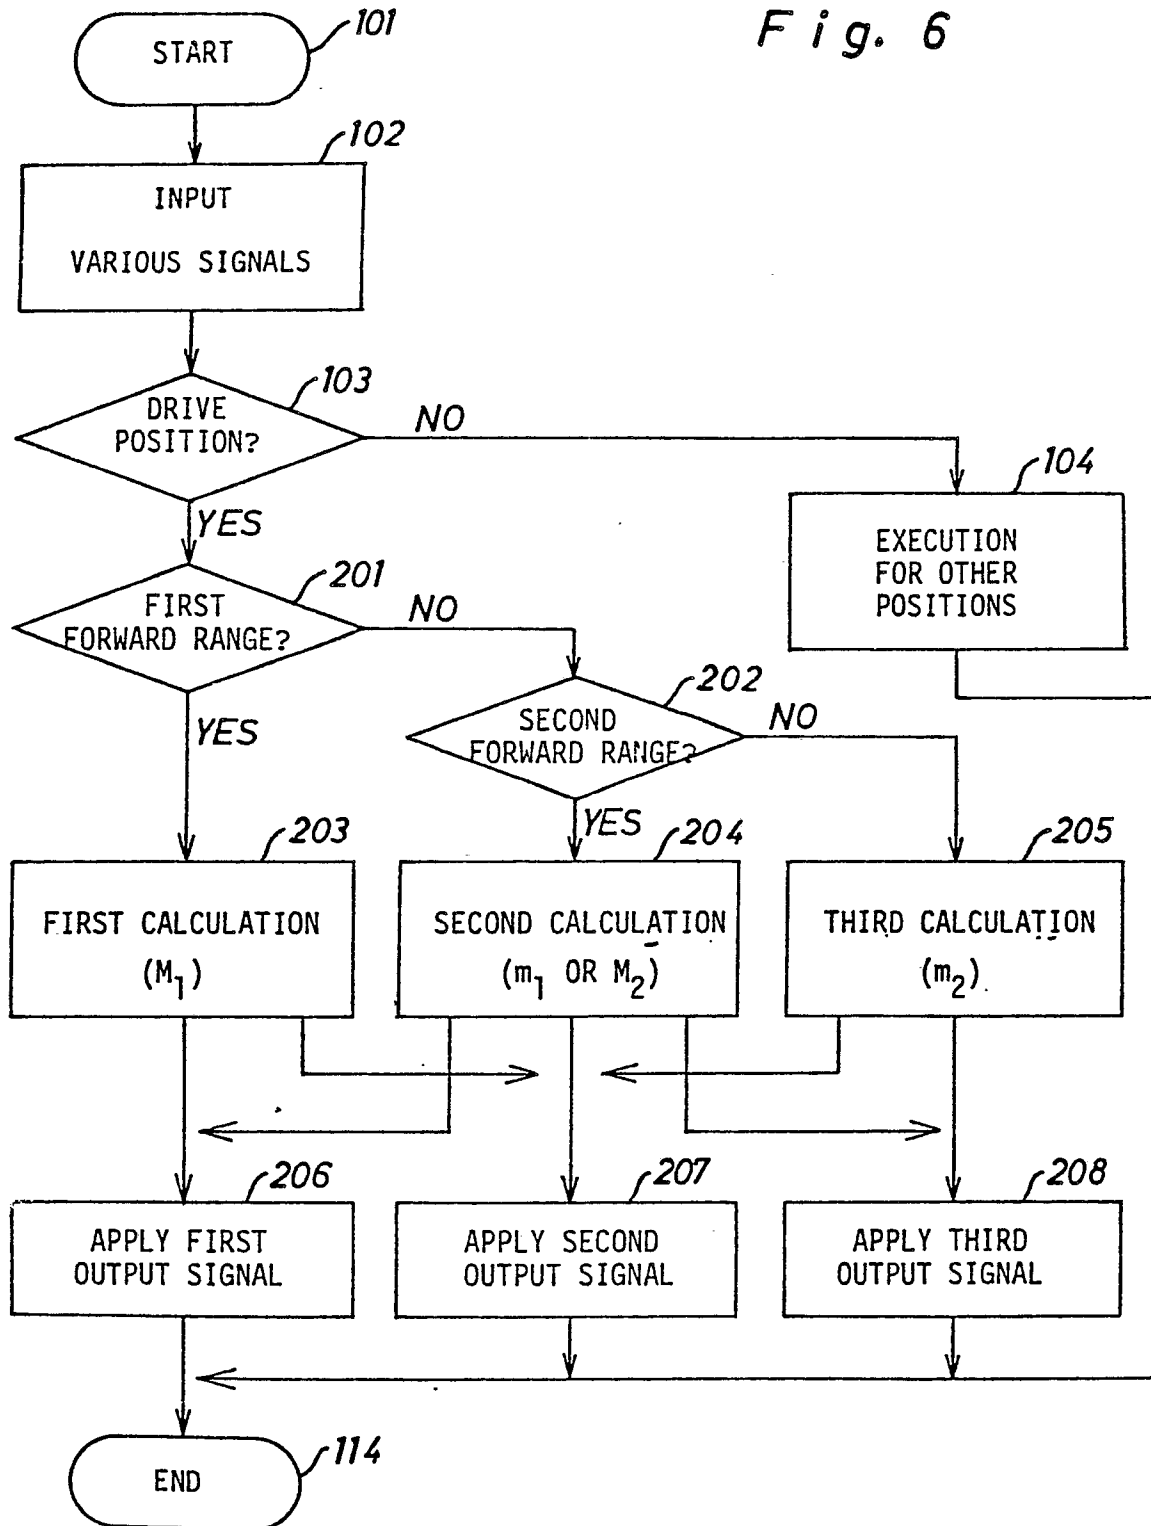 Fig. 6
101
START
102
INPUT
VARIOUS SIGNALS
103
DRIVE
POSITION?
NO
104
YES
EXECUTION
FOR OTHER
POSITIONS
201
FIRST
FORWARD RANGE?
NO
202
SECOND
FORWARD RANGE?
NO
YES
YES
203
204
205
FIRST CALCULATION
(M₁)
SECOND CALCULATION
(m₁ OR M₂)
THIRD CALCULATION
(m₂)
206
207
208
APPLY FIRST
OUTPUT SIGNAL
APPLY SECOND
OUTPUT SIGNAL
APPLY THIRD
OUTPUT SIGNAL
114
END